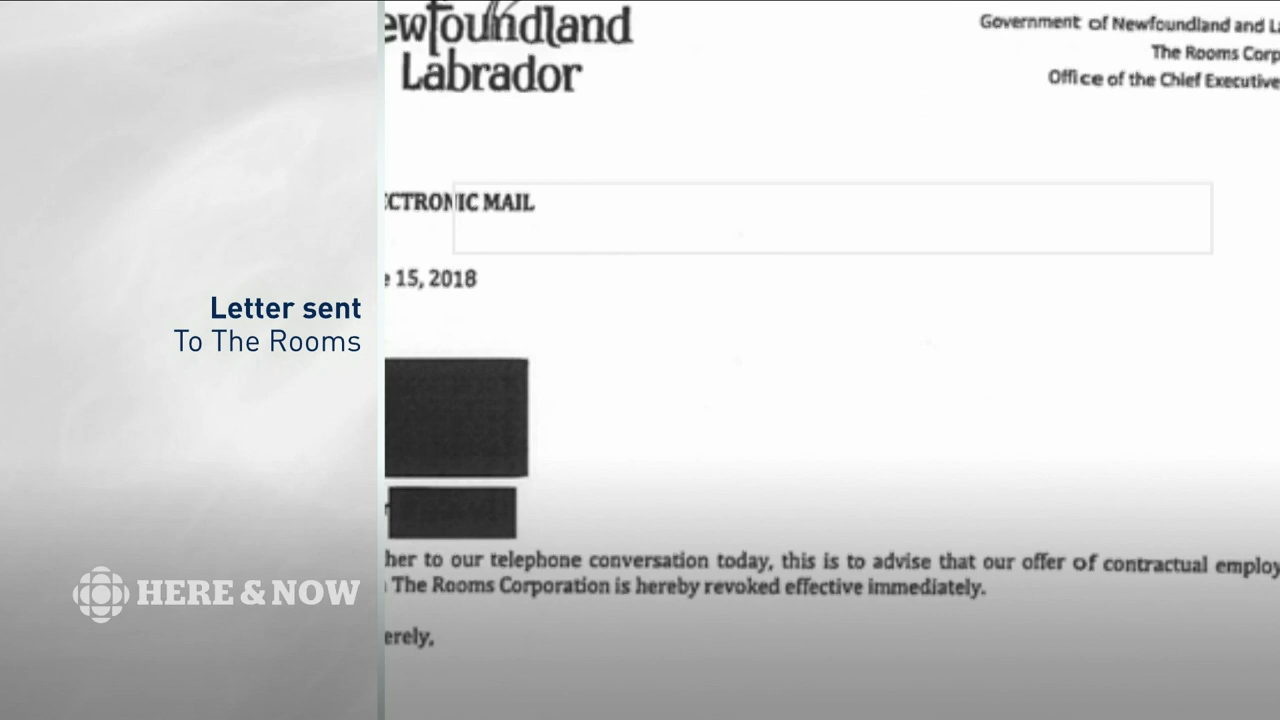 Letter sent
To The Rooms
HERE & NOW
ewfoundland
Labrador
Government of Newfoundland and La
The Rooms Corp
Office of the Chief Executive
ECTRONIC MAIL
e 15, 2018
her to our telephone conversation today, this is to advise that our offer of contractual employ
The Rooms Corporation is hereby revoked effective immediately.
erely,